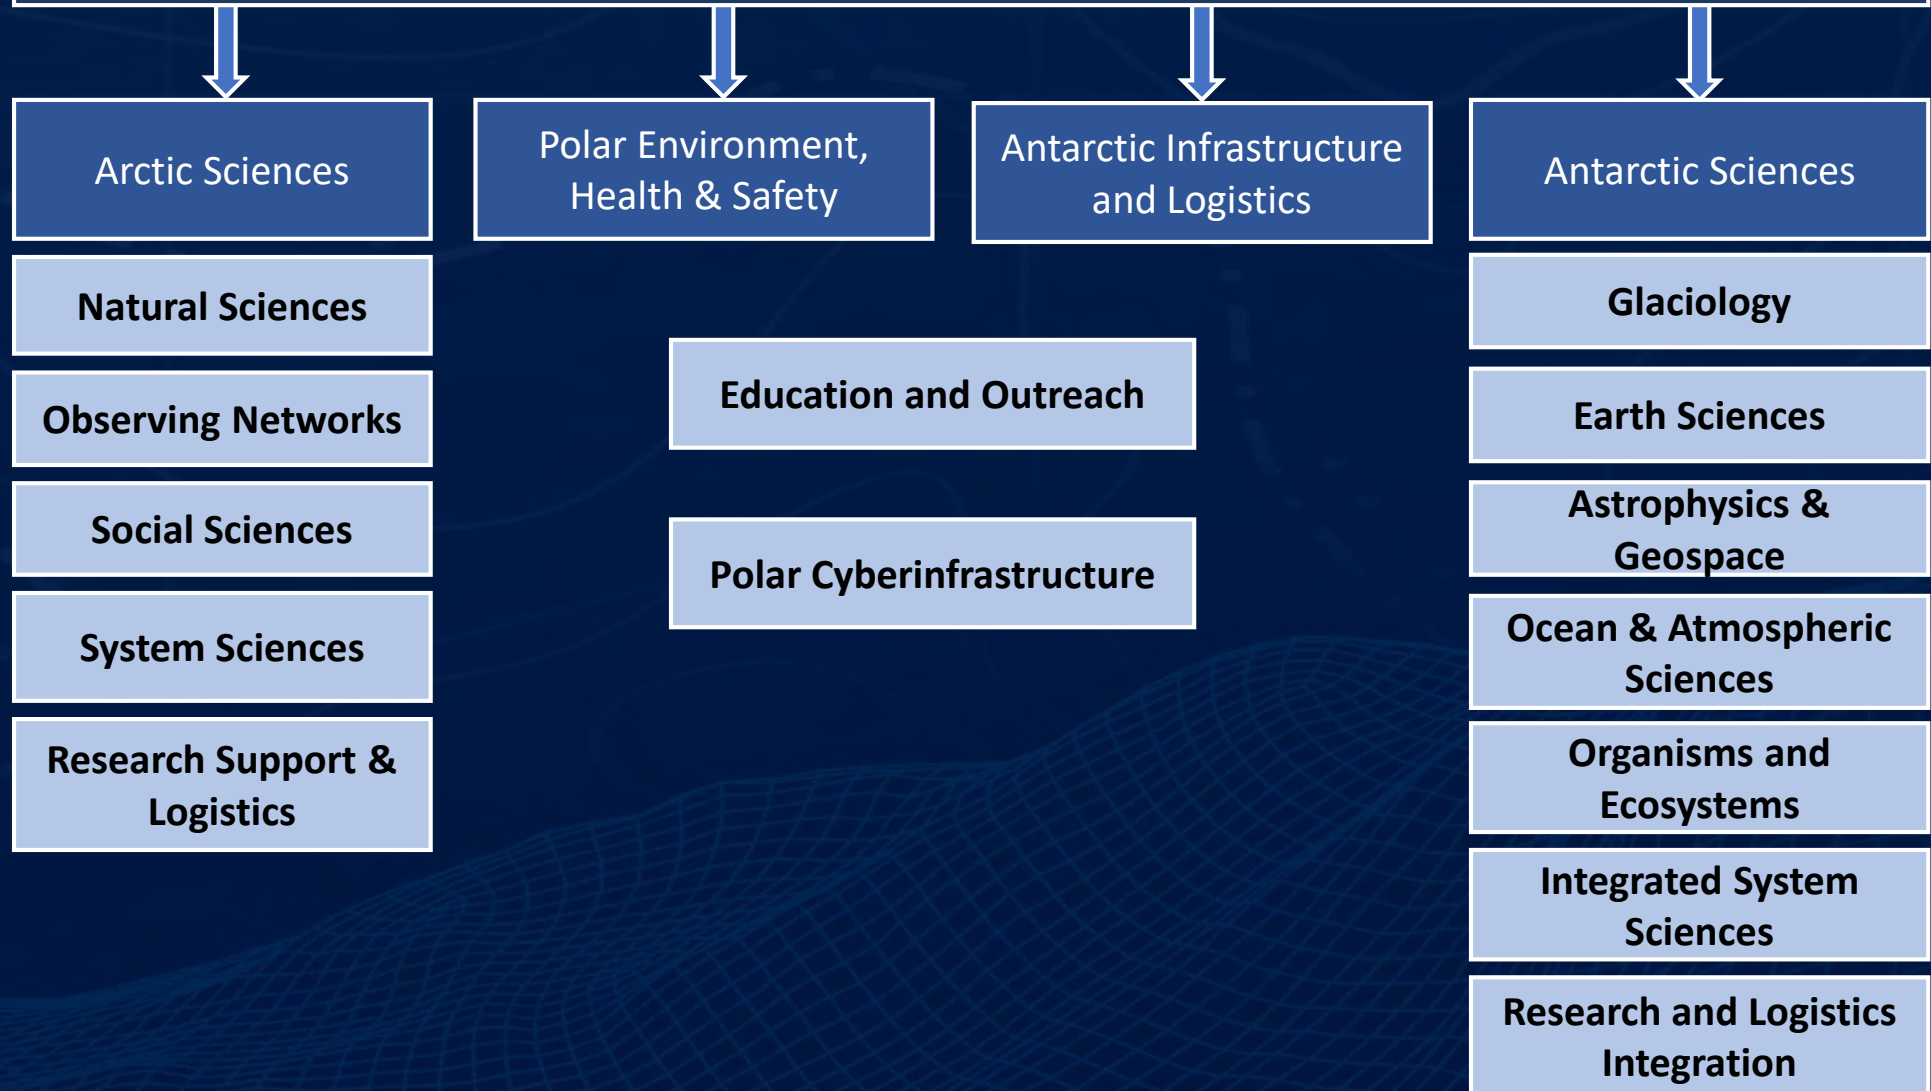 Arctic Sciences
Polar Environment,
Health & Safety
Antarctic Infrastructure
and Logistics
Antarctic Sciences
Natural Sciences
Observing Networks
Social Sciences
System Sciences
Research Support &
Logistics
Education and Outreach
Polar Cyberinfrastructure
Glaciology
Earth Sciences
Astrophysics &
Geospace
Ocean & Atmospheric
Sciences
Organisms and
Ecosystems
Integrated System
Sciences
Research and Logistics
Integration